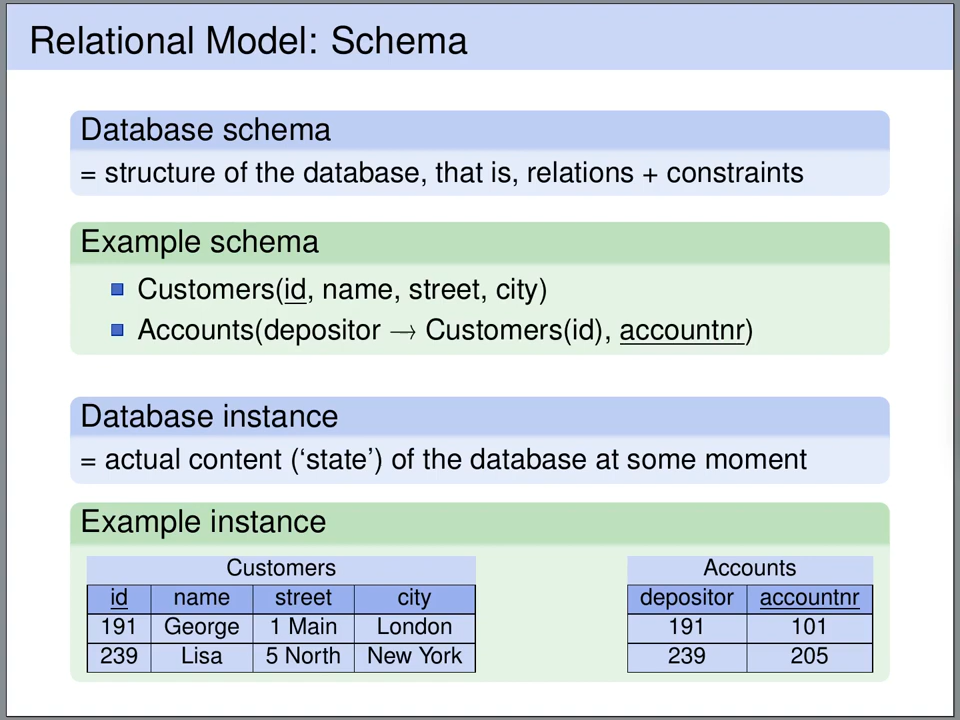 Relational Model: Schema
Database schema
= structure of the database, that is, relations + constraints
Example schema
Customers(id, name, street, city)
Accounts(depositor → Customers(id), accountnr)
Database instance
= actual content (‘state’) of the database at some moment
Example instance
Customers
id name street city
191 George 1 Main London
239 Lisa 5 North New York
Accounts
depositor accountnr
191 101
239 205